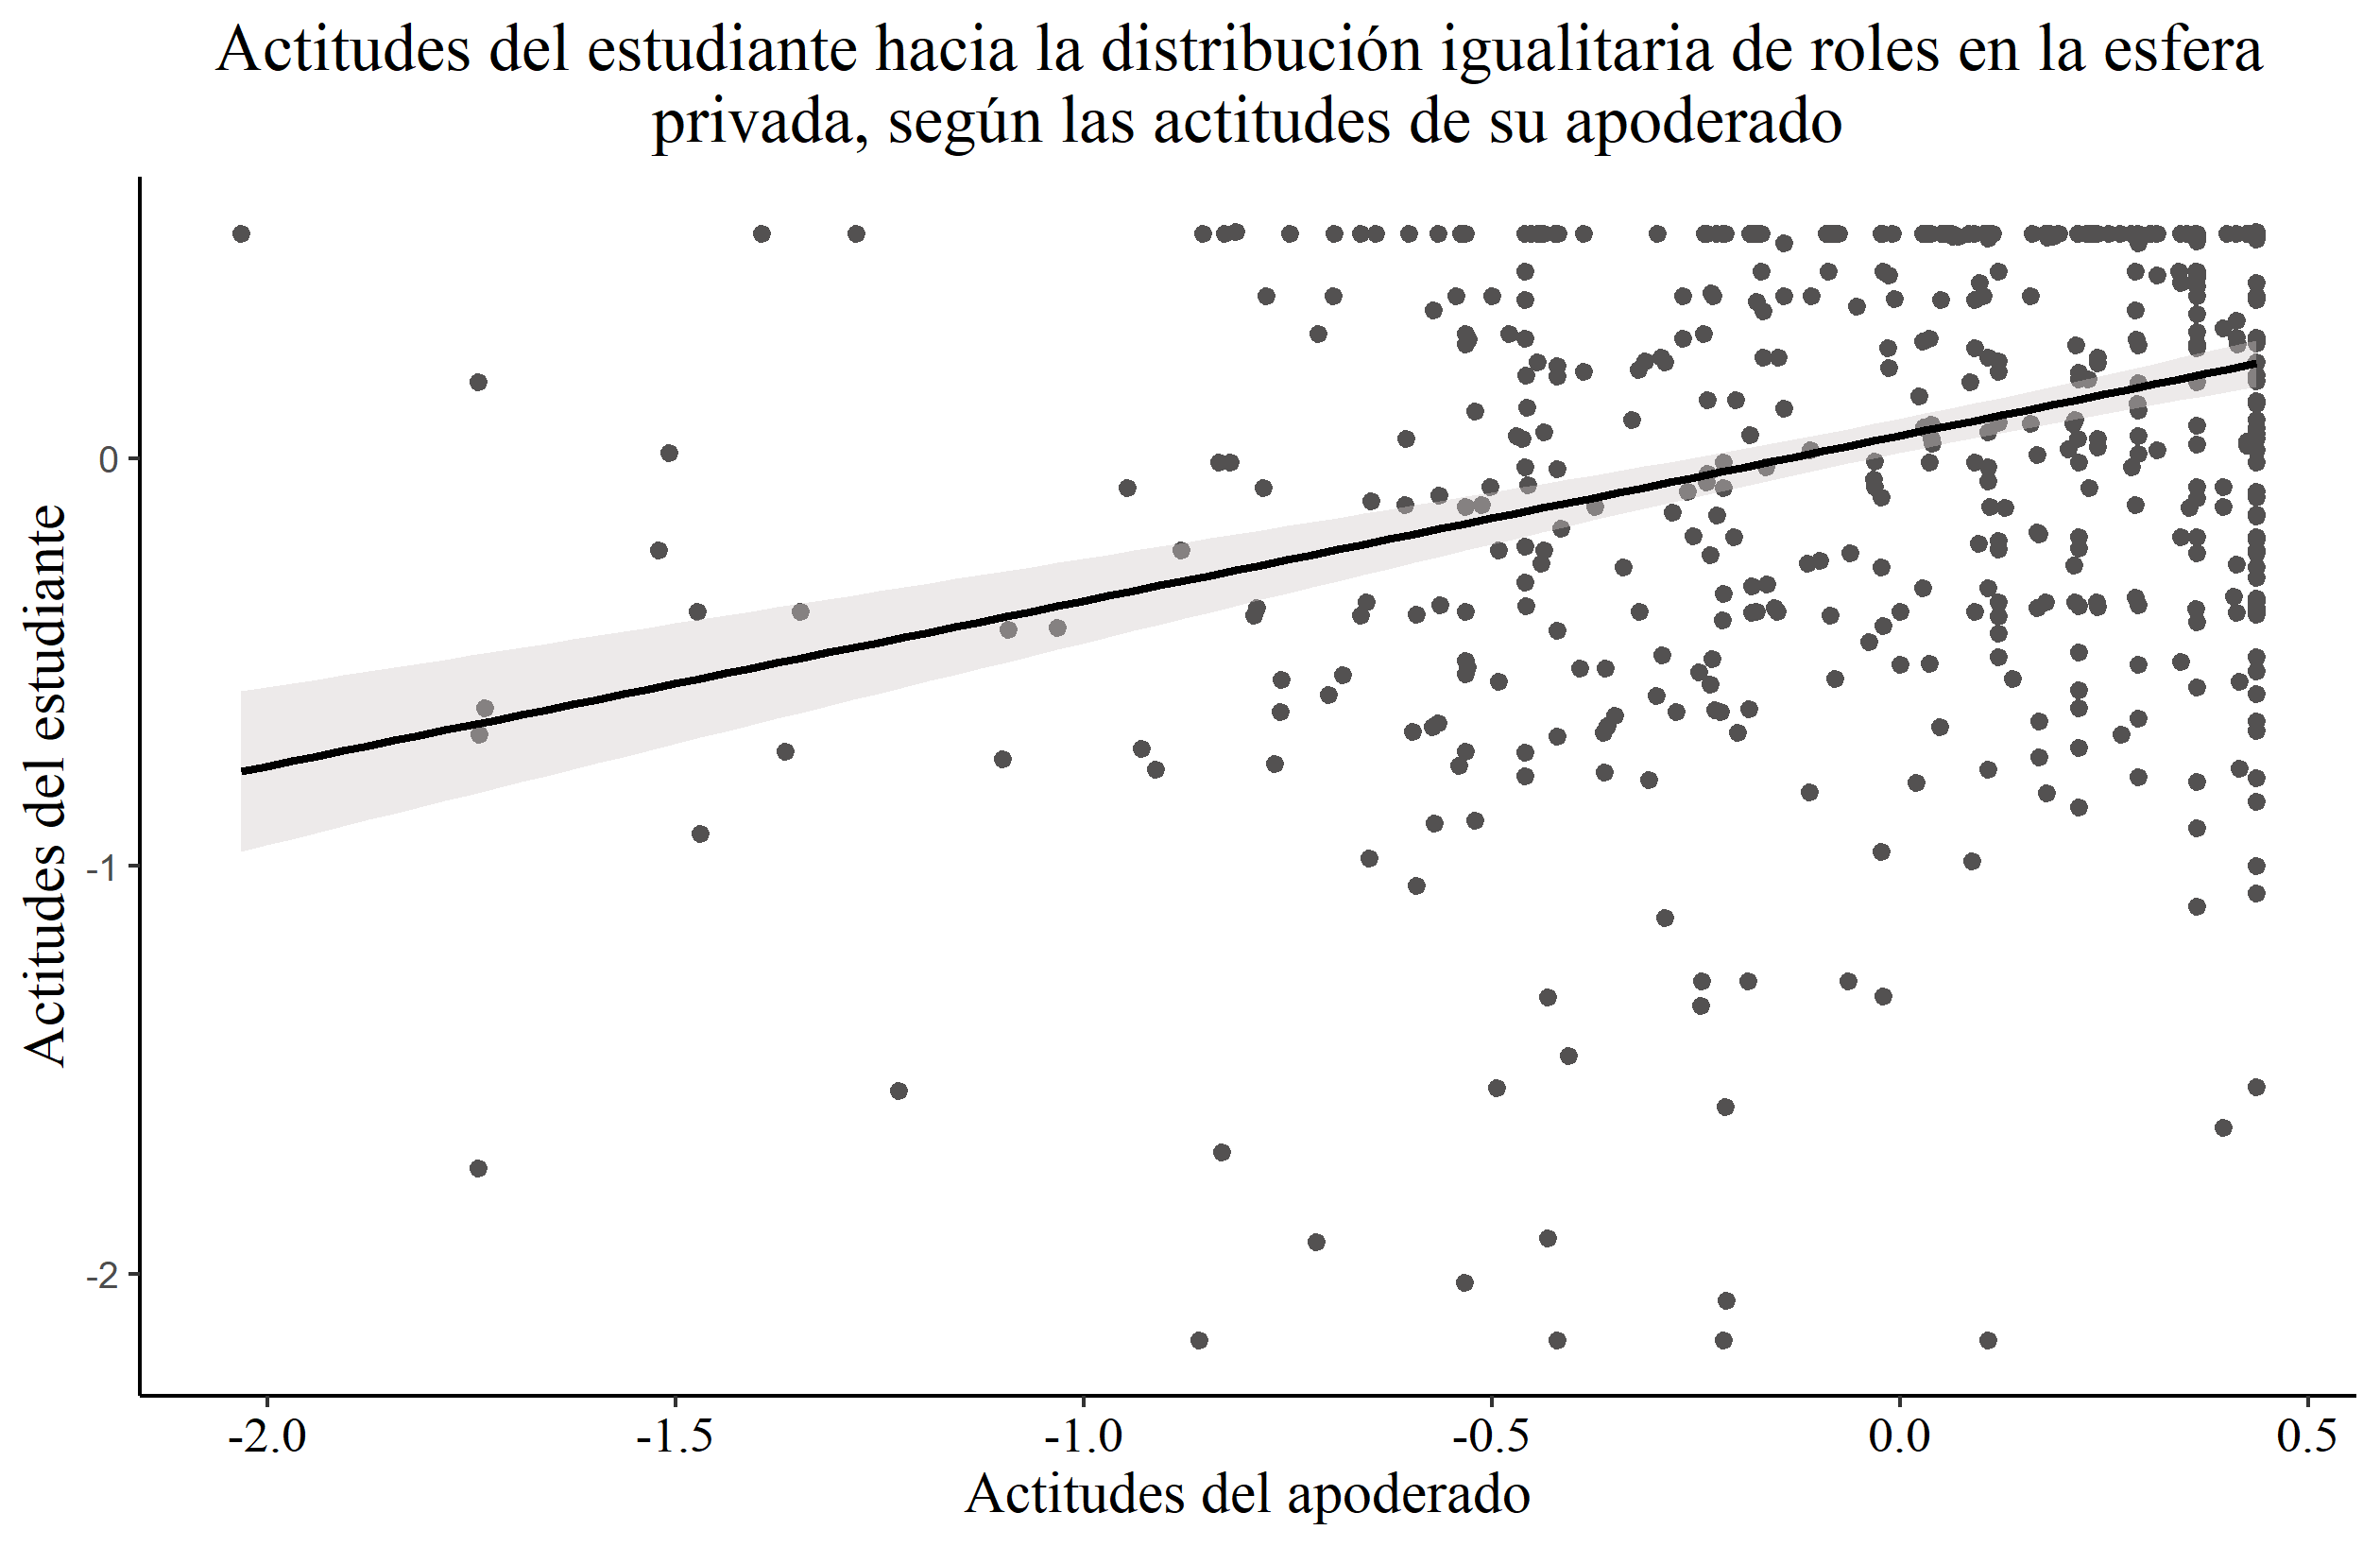 Actitudes del estudiante hacia la distribución igualitaria de roles en la esfera
privada, según las actitudes de su apoderado
Actitudes del estudiante
0
-1
-2
-2.0
-1.5
-1.0
-0.5
0.0
0.5
Actitudes del apoderado